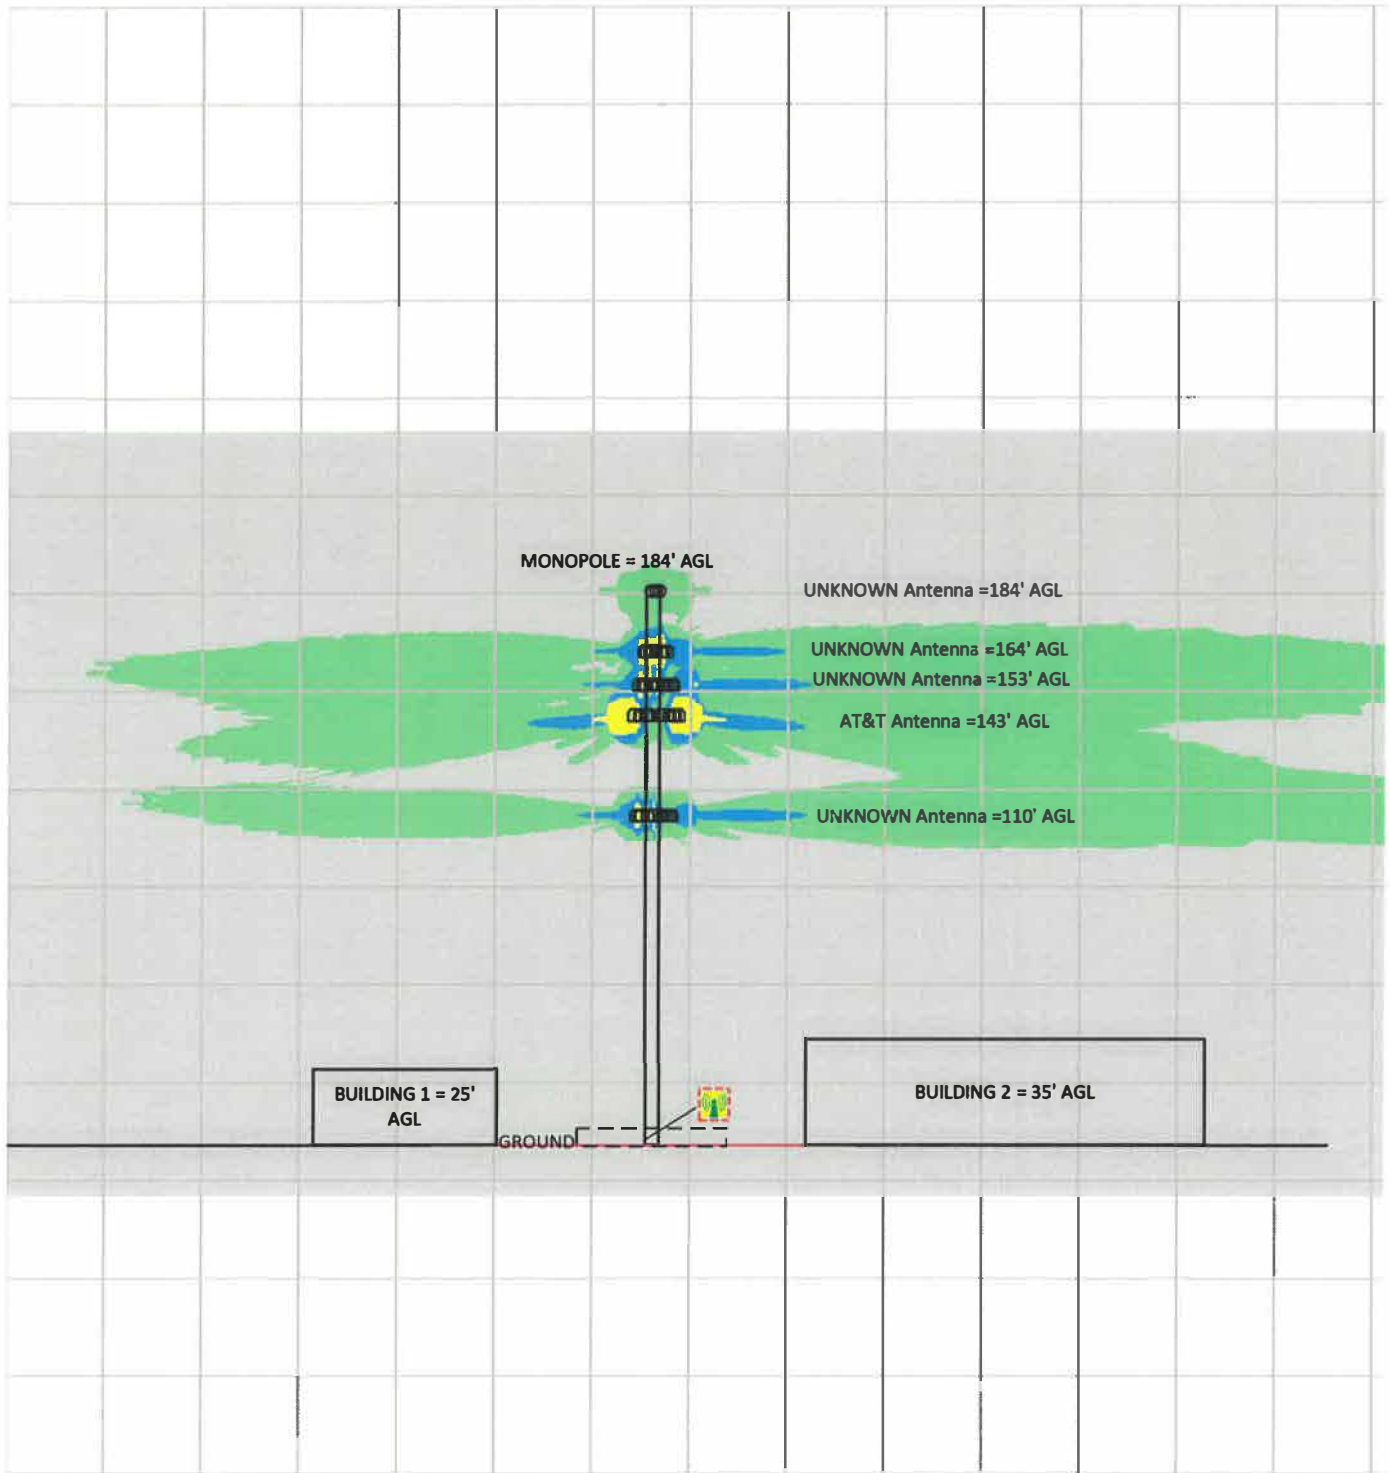 MONOPOLE = 184' AGL
UNKNOWN Antenna =184' AGL
UNKNOWN Antenna =164' AGL
UNKNOWN Antenna =153' AGL
AT&T Antenna =143' AGL
UNKNOWN Antenna =110' AGL
BUILDING 1 = 25'
AGL
BUILDING 2 = 35' AGL
GROUND